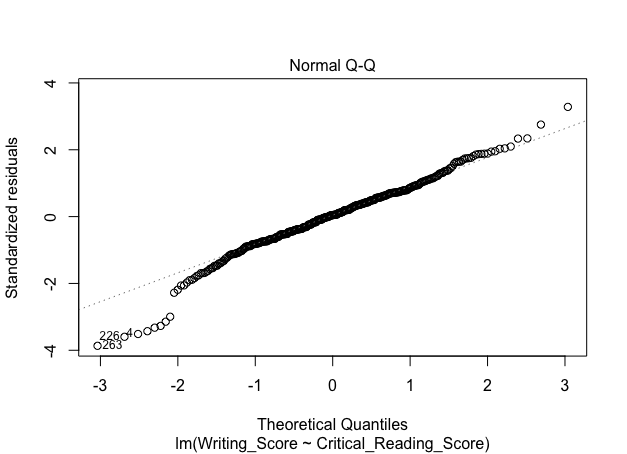 Normal Q-Q
Standardized residuals
4
2
0
-2
-4
226
4
263
-3 -2 -1 0 1 2 3
Theoretical Quantiles
lm(Writing_Score ~ Critical_Reading_Score)